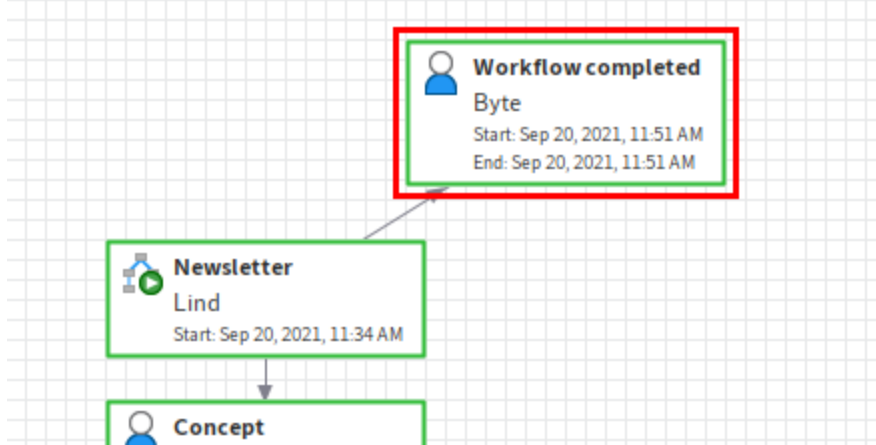 Workflow completed
Byte
Start: Sep 20, 2021, 11:51 AM
End: Sep 20, 2021, 11:51 AM
Newsletter
Lind
Start: Sep 20, 2021, 11:34 AM
Concept